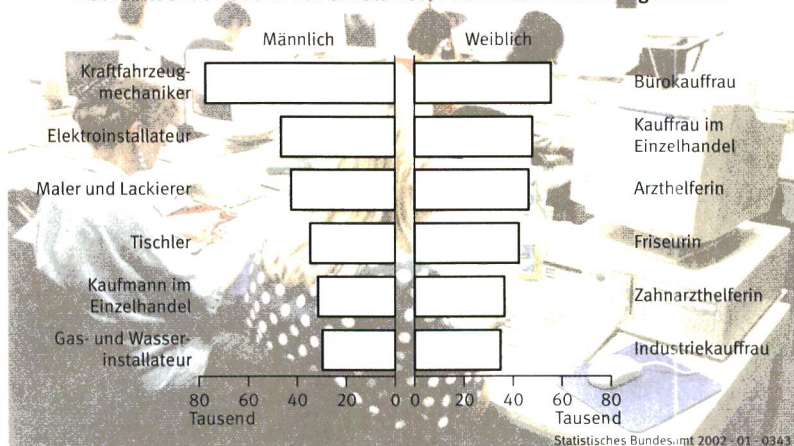 Männlich
Weiblich
Kraftfahrzeug-
mechaniker
Bürokauffrau
Elektroinstallateur
Kauffrau im
Einzelhandel
Maler und Lackierer
Arzthelferin
Tischler
Friseurin
Kaufmann im
Einzelhandel
Zahnarzthelferin
Gas- und Wasser-
installateur
Industriekauffrau
80 60 40 20 0 0 20 40 60 80
Tausend
Tausend
Statistisches Bundesamt 2002 - 01 - 0343